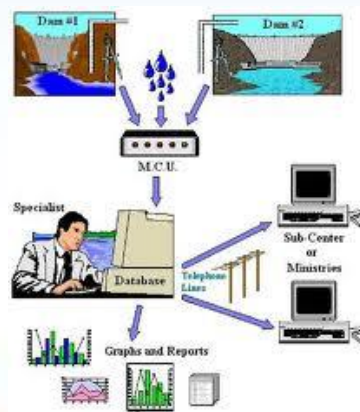 Dam #1
Dam #2
M.C.U.
Specialist
Database
Telephone
Lines
Sub-Center
or
Ministries
Graphs and Reports